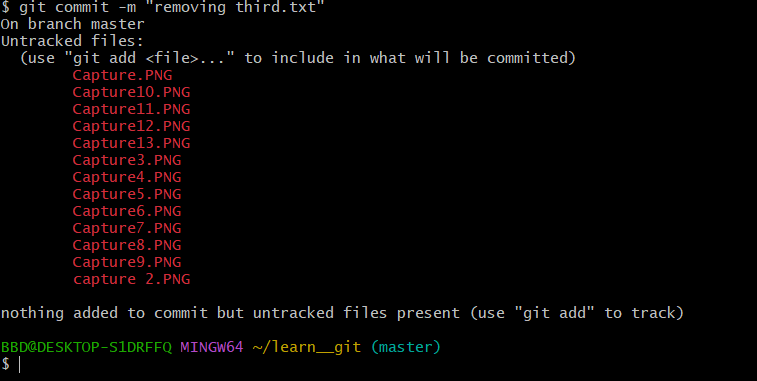 $ git commit -m "removing third.txt"
On branch master
Untracked files:
  (use "git add <file>..." to include in what will be committed)
        Capture.PNG
        Capture10.PNG
        Capture11.PNG
        Capture12.PNG
        Capture13.PNG
        Capture3.PNG
        Capture4.PNG
        Capture5.PNG
        Capture6.PNG
        Capture7.PNG
        Capture8.PNG
        Capture9.PNG
        capture 2.PNG

nothing added to commit but untracked files present (use "git add" to track)

BBD@DESKTOP-S1DRFFQ MINGW64 ~/learn__git (master)
$